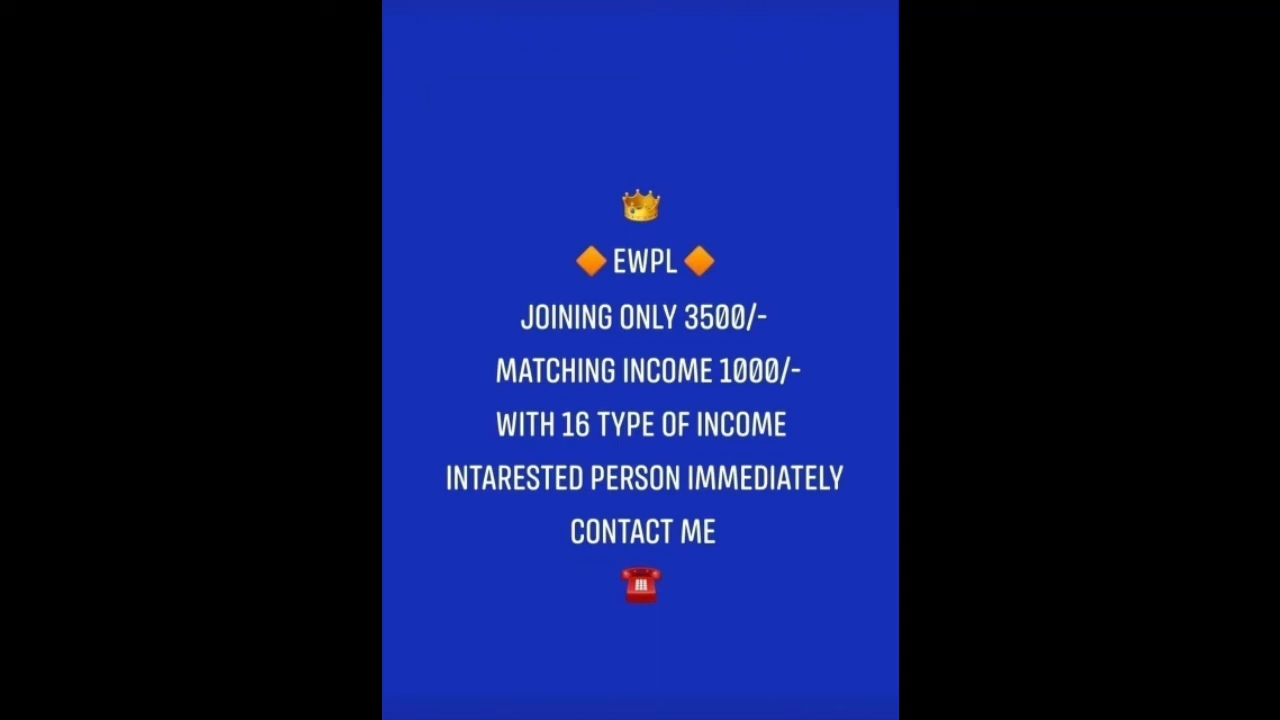 👑
🔶 EWPL 🔶
JOINING ONLY 3500/-
MATCHING INCOME 1000/-
WITH 16 TYPE OF INCOME
INTARESTED PERSON IMMEDIATELY
CONTACT ME
☎️